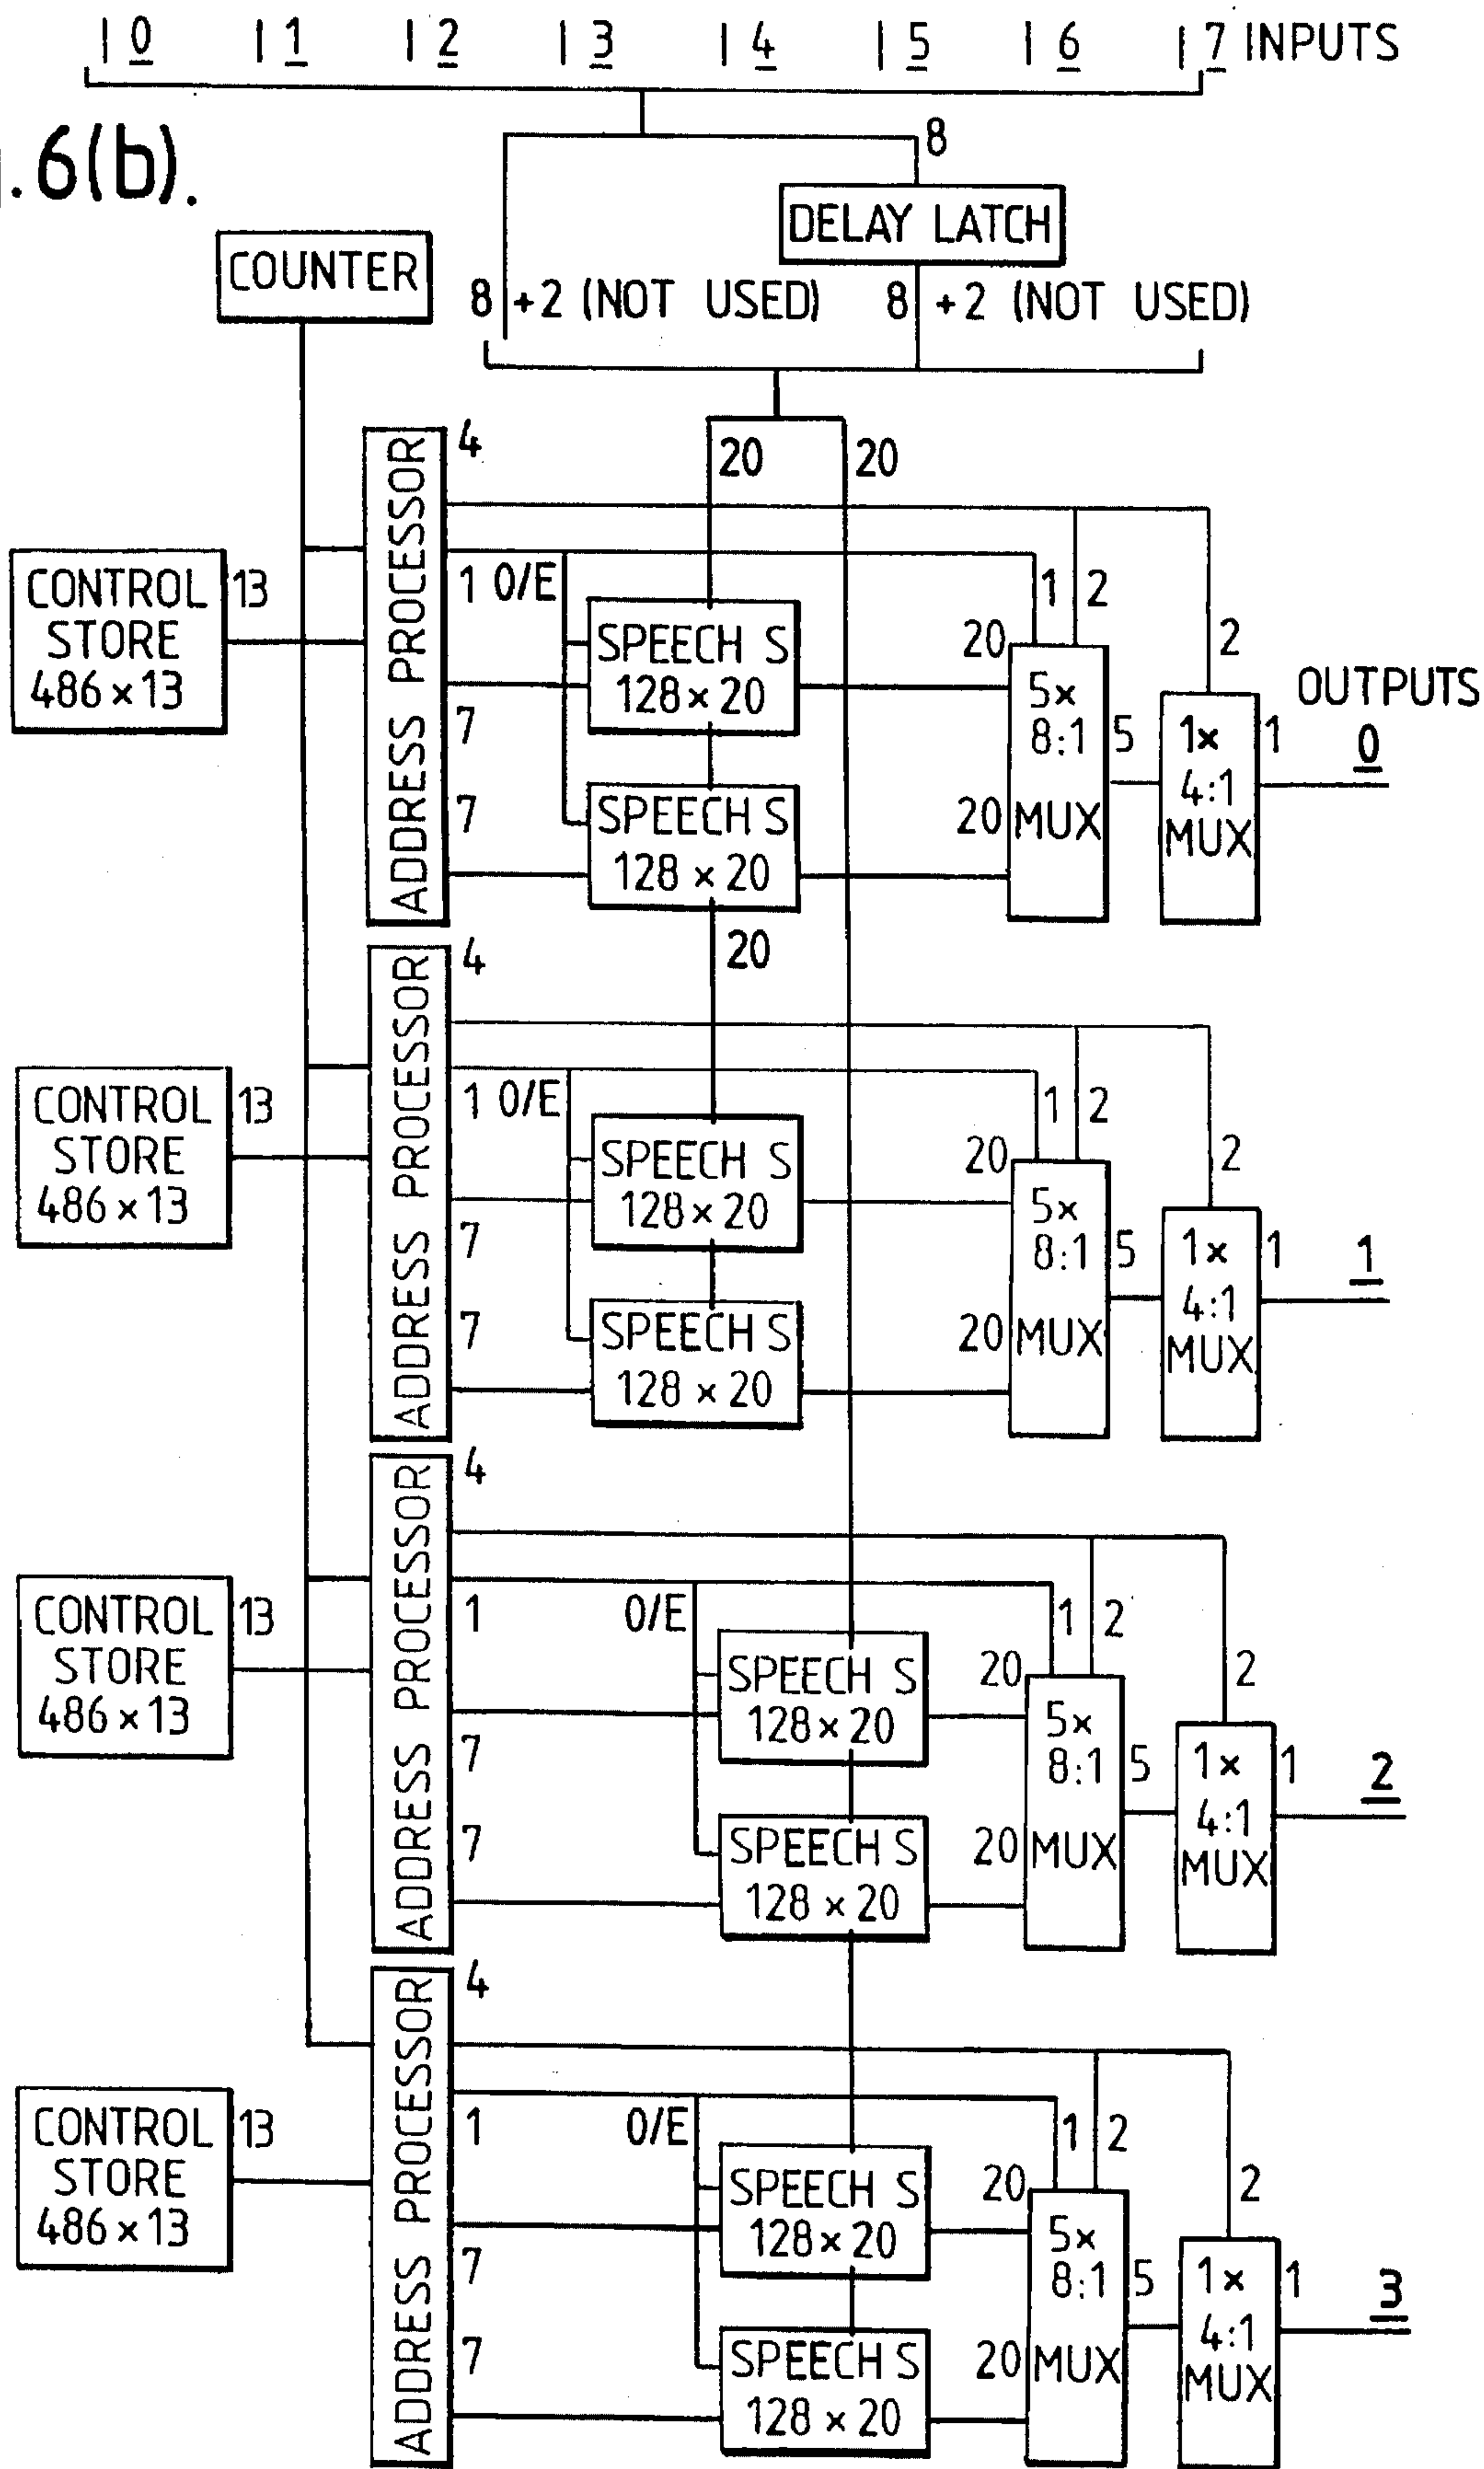 0 1 2 3 4 5 6 7 INPUTS
.6(b).
8
DELAY LATCH
COUNTER
8 +2 (NOT USED) 8 +2 (NOT USED)
20 20
4
ADDRESS PROCESSOR
CONTROL STORE 486 × 13
13
1 O/E
7
7
SPEECH S
128 × 20
SPEECH S
128 × 20
20
1 2
20
20
5×
8:1
MUX
5
2
1×
4:1
MUX
1
OUTPUTS
0
4
ADDRESS PROCESSOR
CONTROL STORE 486 × 13
13
1 O/E
7
7
SPEECH S
128 × 20
SPEECH S
128 × 20
1 2
20
20
5×
8:1
MUX
5
2
1×
4:1
MUX
1
1
4
ADDRESS PROCESSOR
CONTROL STORE 486 × 13
13
1 O/E
7
7
SPEECH S
128 × 20
SPEECH S
128 × 20
1 2
20
20
5×
8:1
MUX
5
2
1×
4:1
MUX
1
2
4
ADDRESS PROCESSOR
CONTROL STORE 486 × 13
13
1 O/E
7
7
SPEECH S
128 × 20
SPEECH S
128 × 20
1 2
20
20
5×
8:1
MUX
5
2
1×
4:1
MUX
1
3